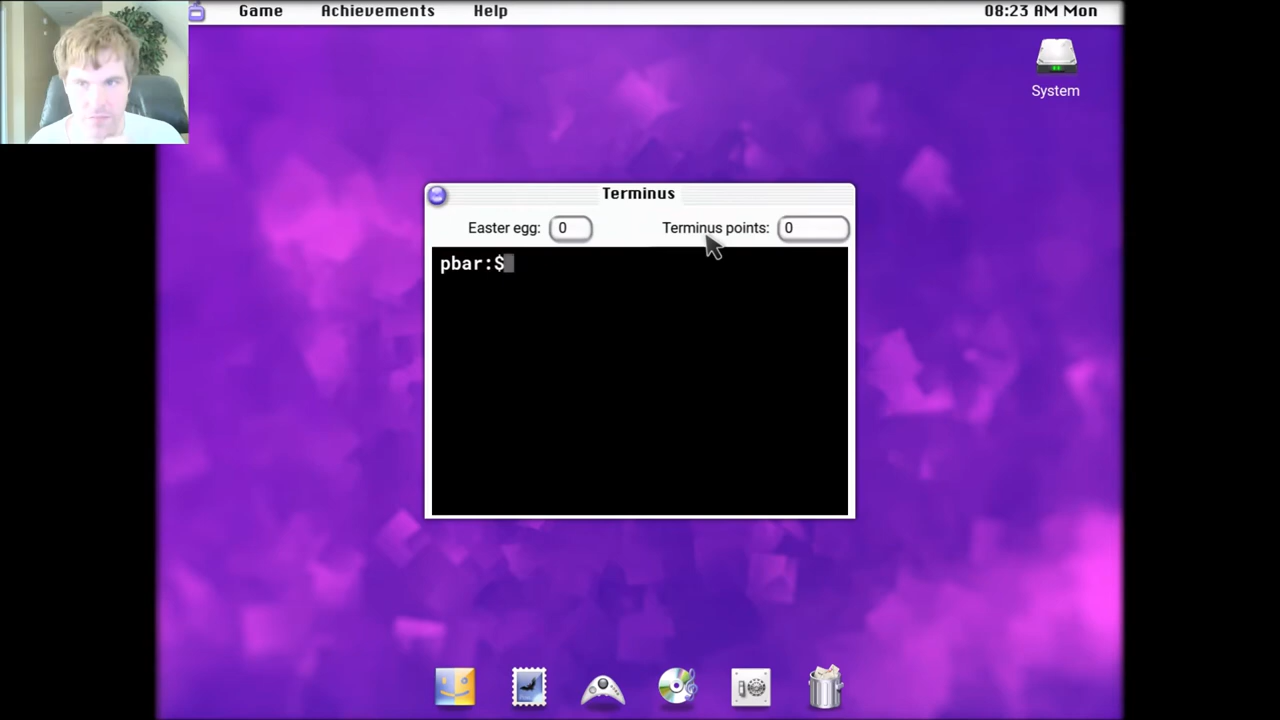 Game Achievements Help 08:23 AM Mon
System
Terminus
Easter egg: 0 Terminus points: 0
pbar:$